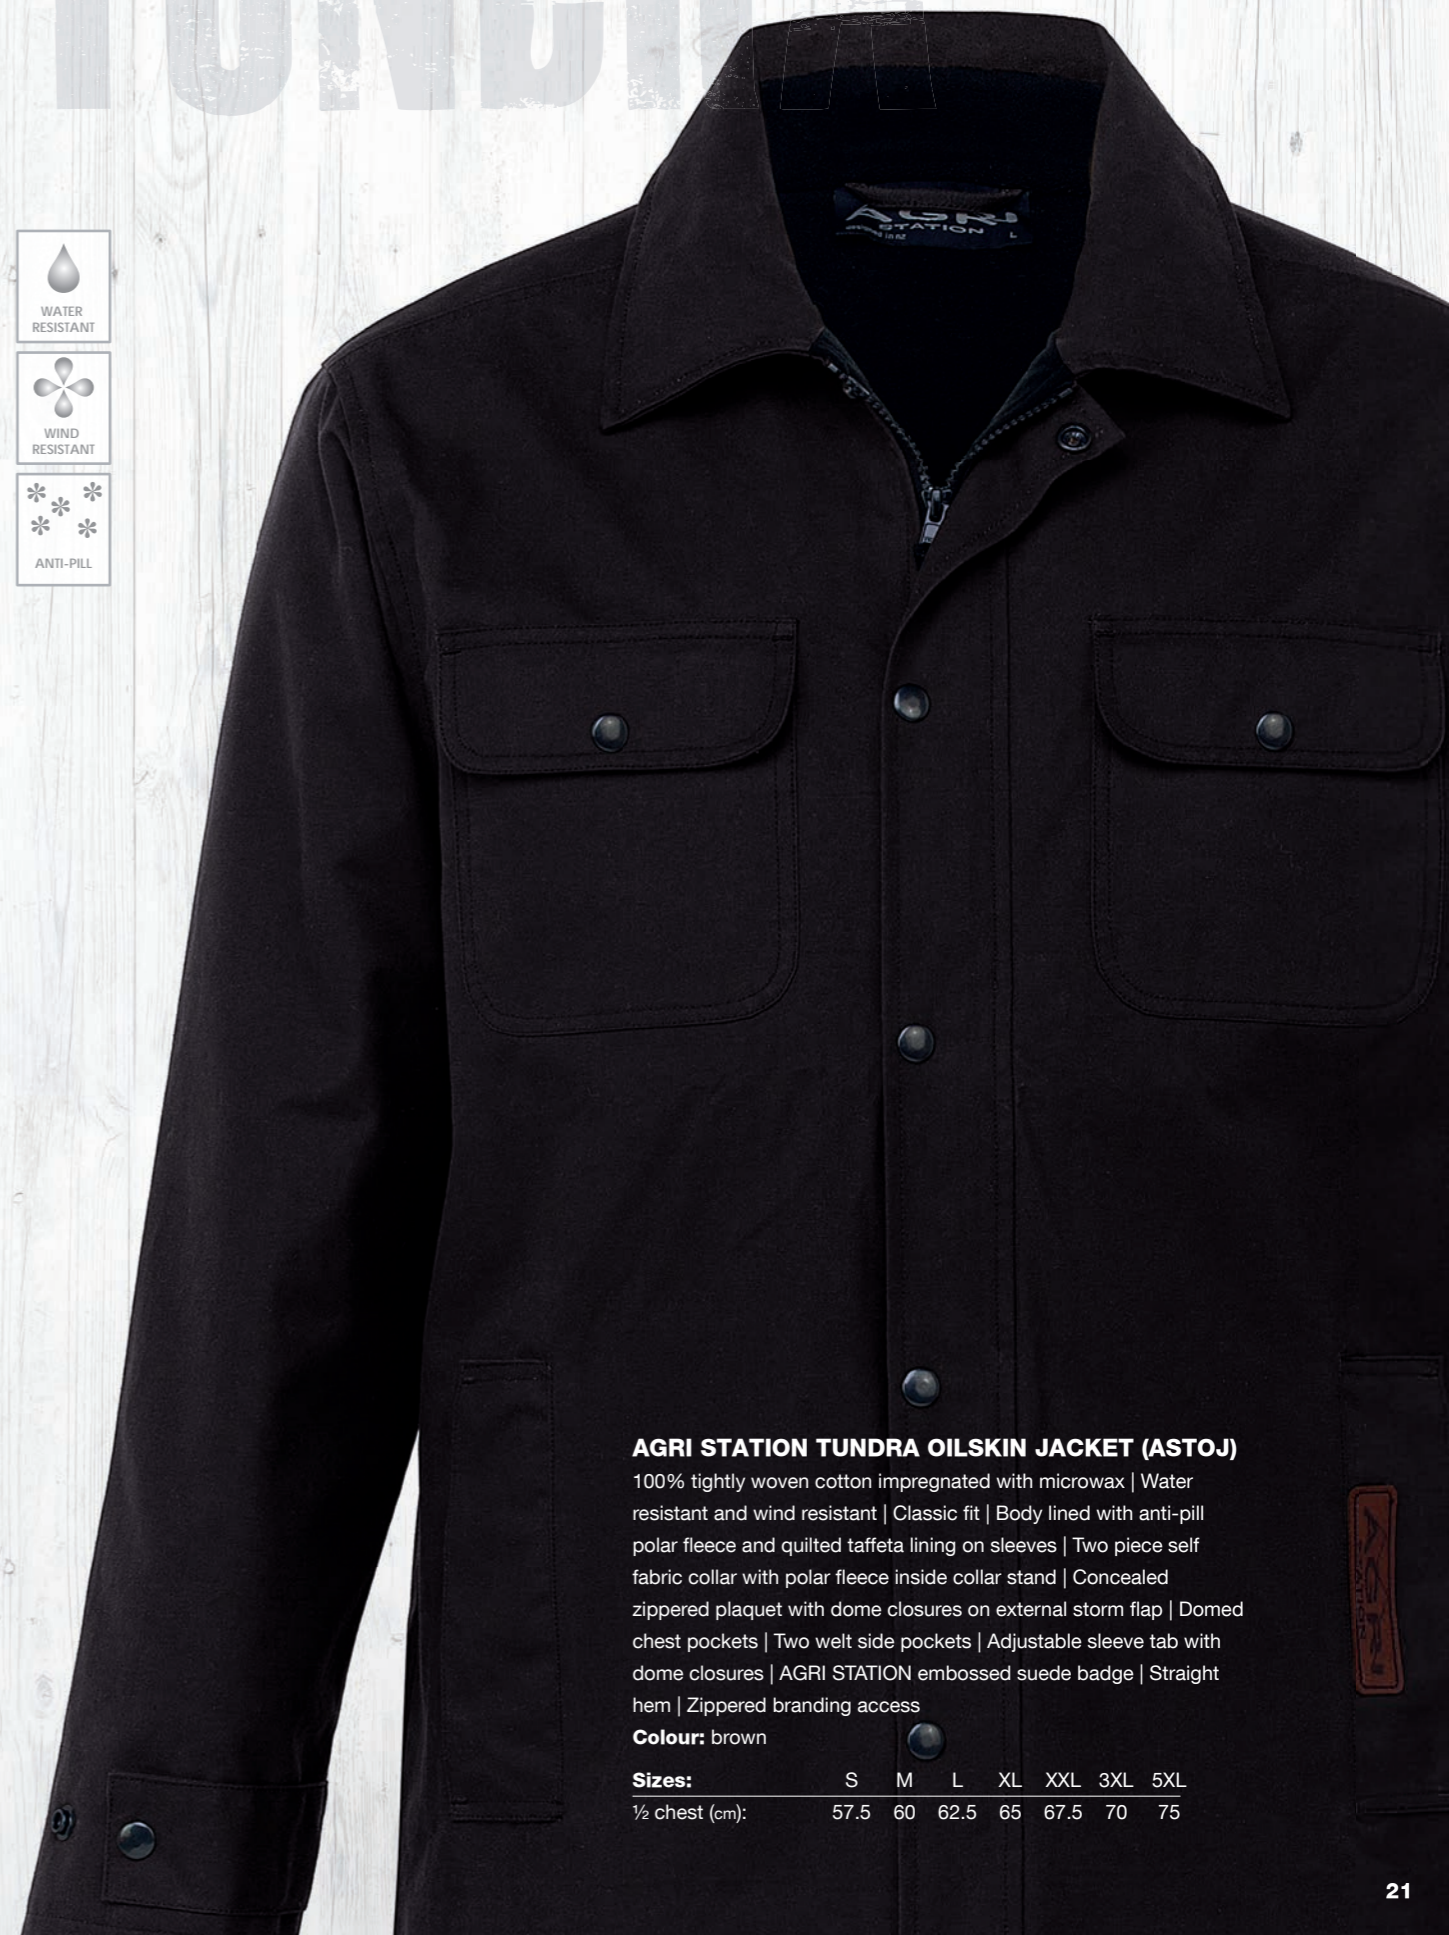 TUNDRA
AGRI
STATION
L
WATER
RESISTANT
WIND
RESISTANT
ANTI-PILL
AGRI STATION TUNDRA OILSKIN JACKET (ASTOJ)
100% tightly woven cotton impregnated with microwax | Water
resistant and wind resistant | Classic fit | Body lined with anti-pill
polar fleece and quilted taffeta lining on sleeves | Two piece self
fabric collar with polar fleece inside collar stand | Concealed
zippered plaquet with dome closures on external storm flap | Domed
chest pockets | Two welt side pockets | Adjustable sleeve tab with
dome closures | AGRI STATION embossed suede badge | Straight
hem | Zippered branding access
Colour: brown
Sizes: S M L XL XXL 3XL 5XL
½ chest (cm): 57.5 60 62.5 65 67.5 70 75
AGRI
STATION
21